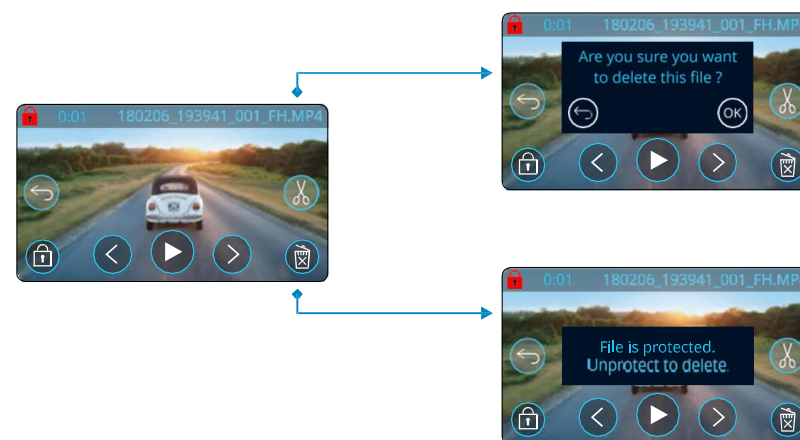 0:01 180206_193941_001_FH.MP4
0:01 180206_193941_001_FH.MP
Are you sure you want
to delete this file ?
OK
0:01 180206_193941_001_FH.MP
File is protected.
Unprotect to delete.